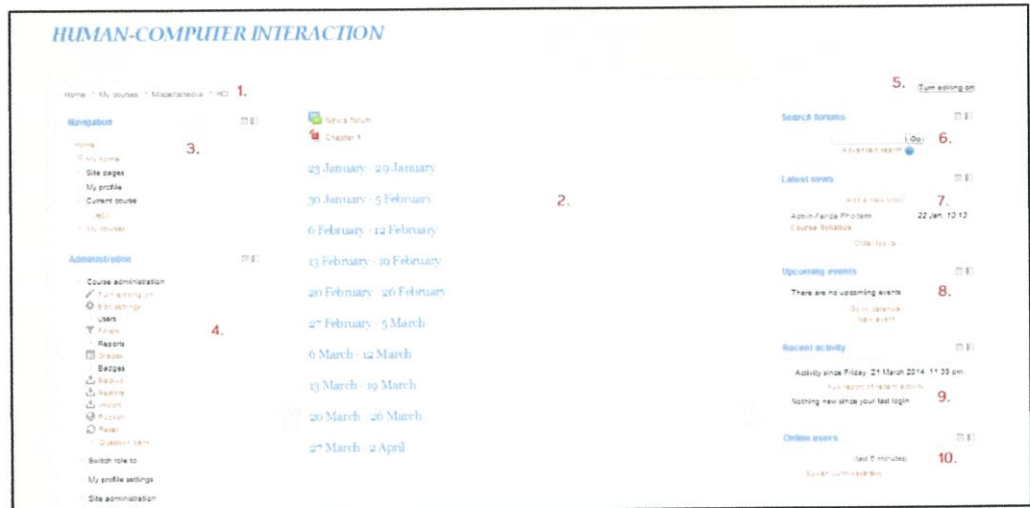 HUMAN-COMPUTER INTERACTION
Home My courses Miscellaneous HCI 1.
5. Turn editing on
Navigation
3.
Home
My home
Site pages
My profile
Current course
HCI
My courses
Administration
4.
Course administration
Turn editing on
Edit settings
Users
Filters
Reports
Grades
Badges
Backup
Restore
Import
Publish
Reset
Question bank
Switch role to
My profile settings
Site administration
News forum
Chapter 1
2.
23 January - 29 January
30 January - 5 February
6 February - 12 February
13 February - 19 February
20 February - 26 February
27 February - 5 March
6 March - 12 March
13 March - 19 March
20 March - 26 March
27 March - 2 April
Search forums
Go 6.
Advanced search
Latest news
Add a new topic... 7.
22 Jan, 10:13
Course Syllabus
Older topics ...
Upcoming events
There are no upcoming events 8.
Go to calendar...
New event...
Recent activity
Activity since Friday, 21 March 2014, 11:39 pm
Full report of recent activity...
Nothing new since your last login 9.
Online users
(last 5 minutes) 10.